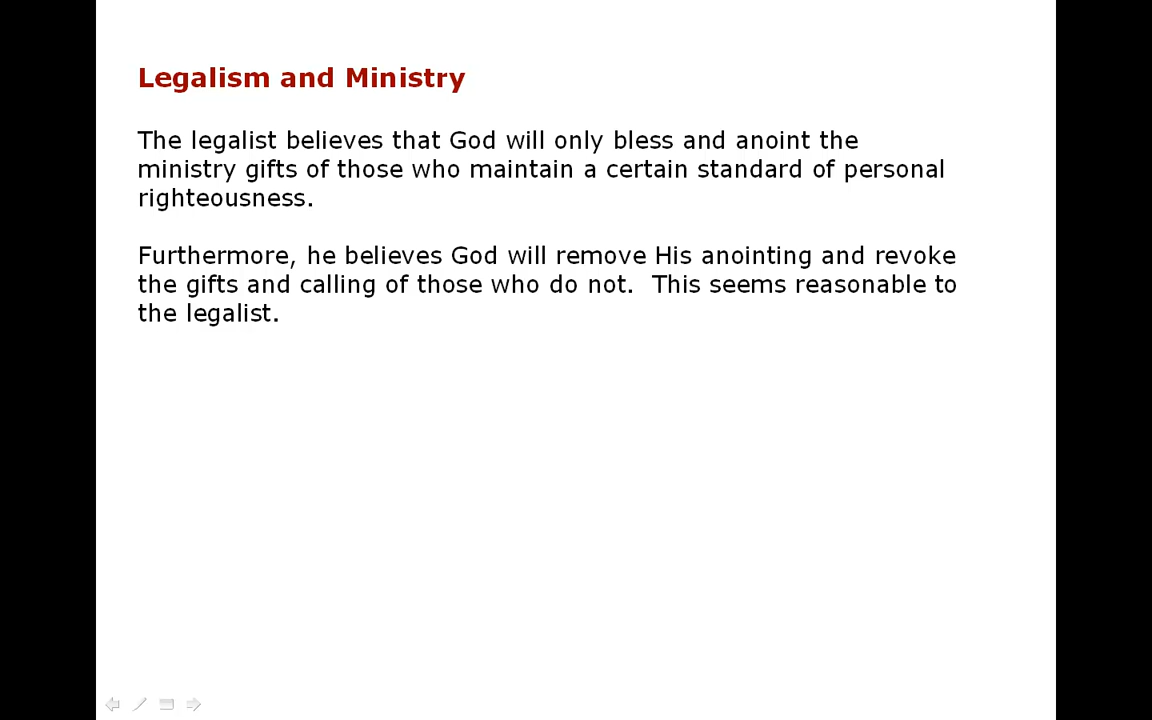 Legalism and Ministry
The legalist believes that God will only bless and anoint the
ministry gifts of those who maintain a certain standard of personal
righteousness.
Furthermore, he believes God will remove His anointing and revoke
the gifts and calling of those who do not.  This seems reasonable to
the legalist.